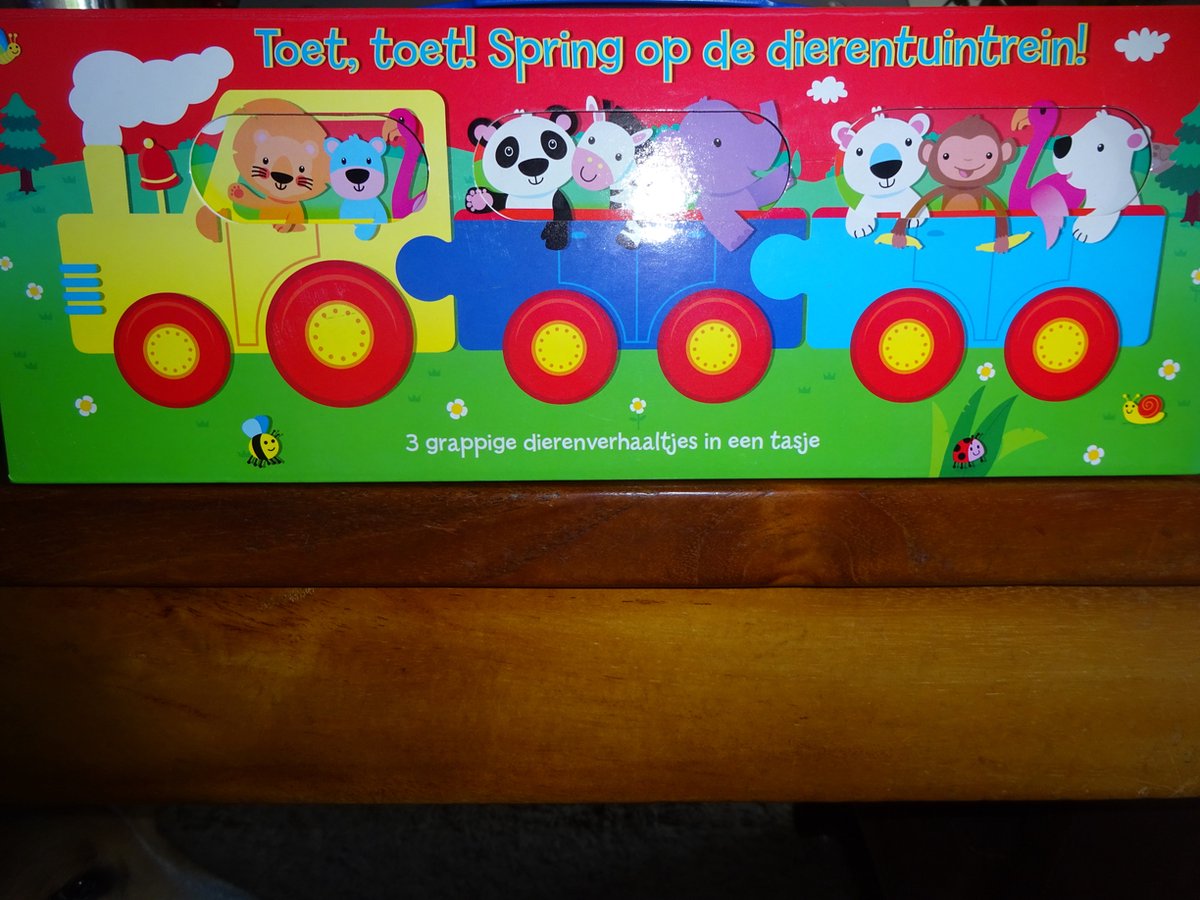 Toet, toet! Spring op de dierentuintrein!
3 grappige dierenverhaaltjes in een tasje